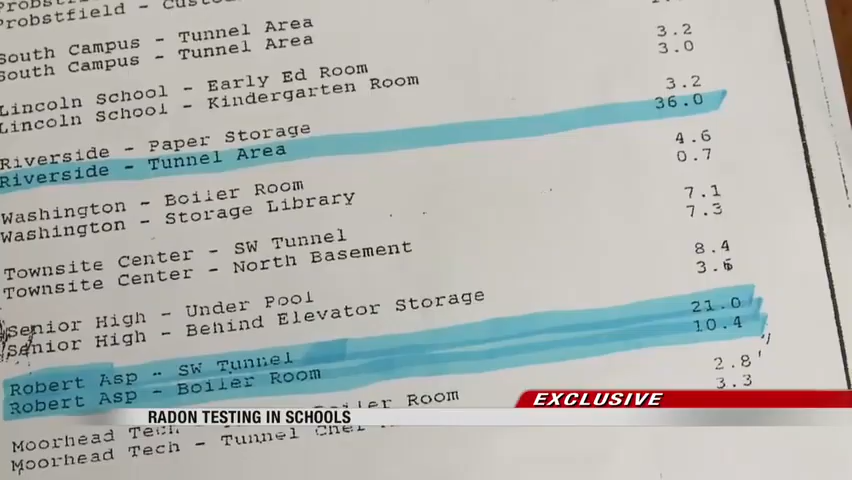 Probstfield -
South Campus - Tunnel Area
South Campus - Tunnel Area
Lincoln School - Early Ed Room 3.2
Lincoln School - Kindergarten Room 3.0
Riverside - Paper Storage 3.2
Riverside - Tunnel Area 36.0
Washington - Boiler Room 4.6
Washington - Storage Library 0.7
Townsite Center - SW Tunnel 7.1
Townsite Center - North Basement 7.3
Senior High - Under Pool 8.4
Senior High - Behind Elevator Storage 3.6
Robert Asp - SW Tunnel 21.0
Robert Asp - Boiler Room 10.4
Moorhead Tech - Boiler Room 2.8
Moorhead Tech - Tunnel 3.3
EXCLUSIVE
RADON TESTING IN SCHOOLS